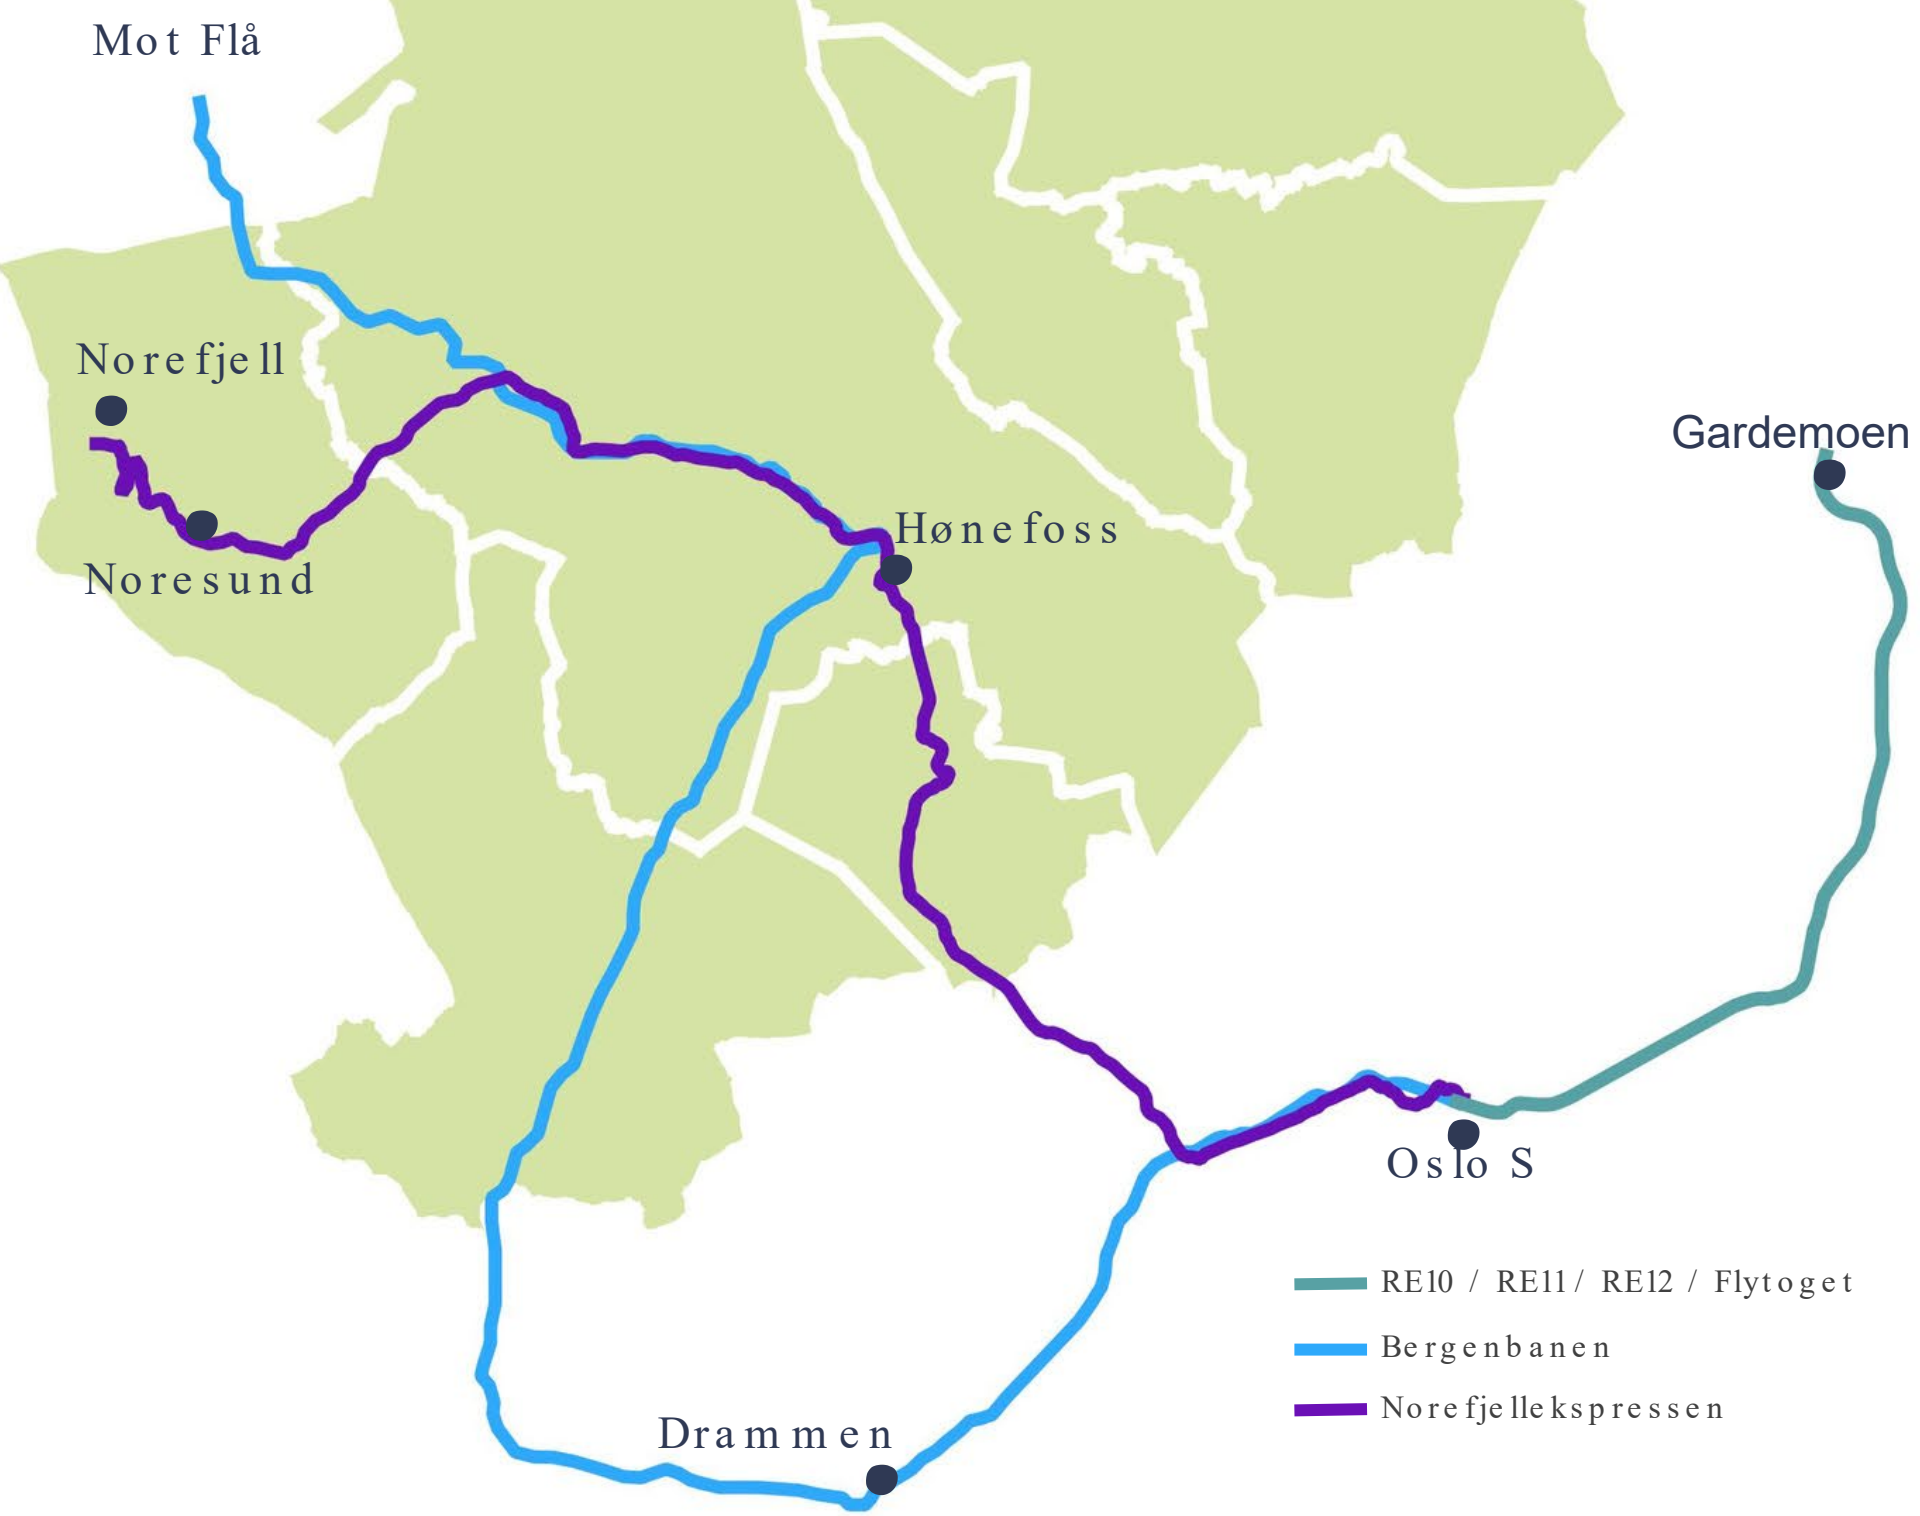 Mot Flå
Norefjell
Gardemoen
Hønefoss
Noresund
Oslo S
RE10 / RE11/ RE12 / Flytoget
Bergenbanen
Norefjellekspressen
Drammen